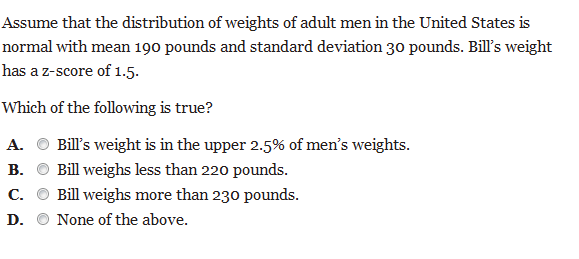 Assume that the distribution of weights of adult men in the United States is
normal with mean 190 pounds and standard deviation 30 pounds. Bill's weight
has a z-score of 1.5.
Which of the following is true?
A. Bill's weight is in the upper 2.5% of men's weights.
B. Bill weighs less than 220 pounds.
C. Bill weighs more than 230 pounds.
D. None of the above.